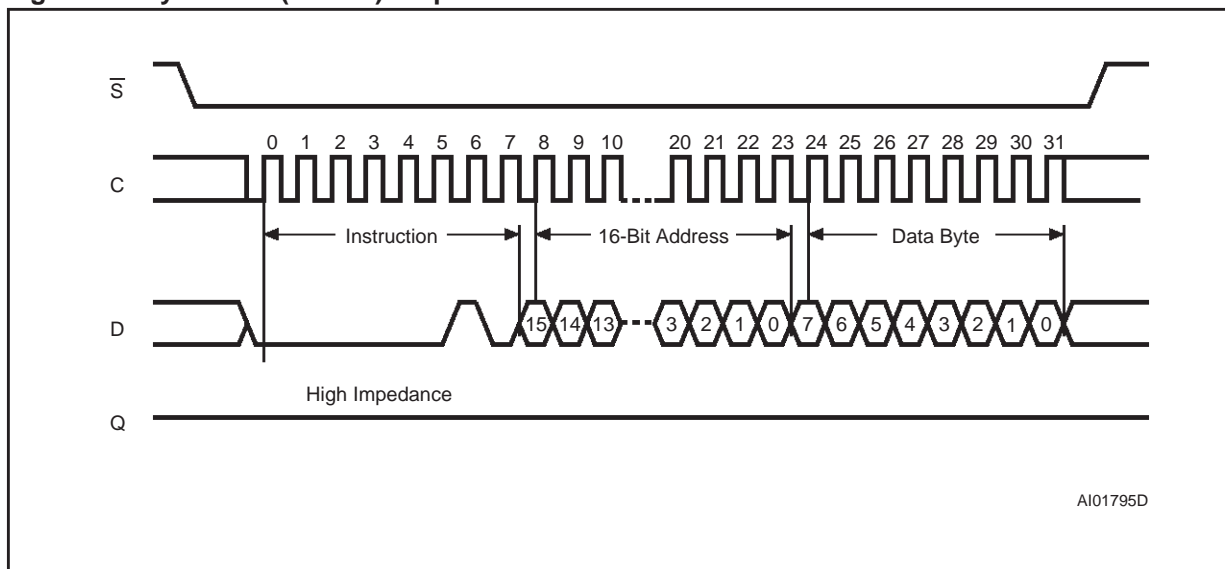 S
0 1 2 3 4 5 6 7 8 9 10 20 21 22 23 24 25 26 27 28 29 30 31
C
Instruction 16-Bit Address Data Byte
D 15 14 13 3 2 1 0 7 6 5 4 3 2 1 0
High Impedance
Q
AI01795D